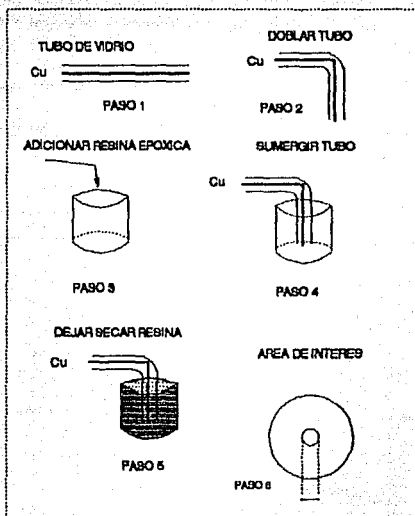 TUBO DE VIDRIO
Cu
PASO 1
DOBLAR TUBO
Cu
PASO 2
ADICIONAR RESINA EPOXICA
PASO 3
SUMERGIR TUBO
Cu
PASO 4
DEJAR SECAR RESINA
Cu
PASO 5
AREA DE INTERES
PASO 6